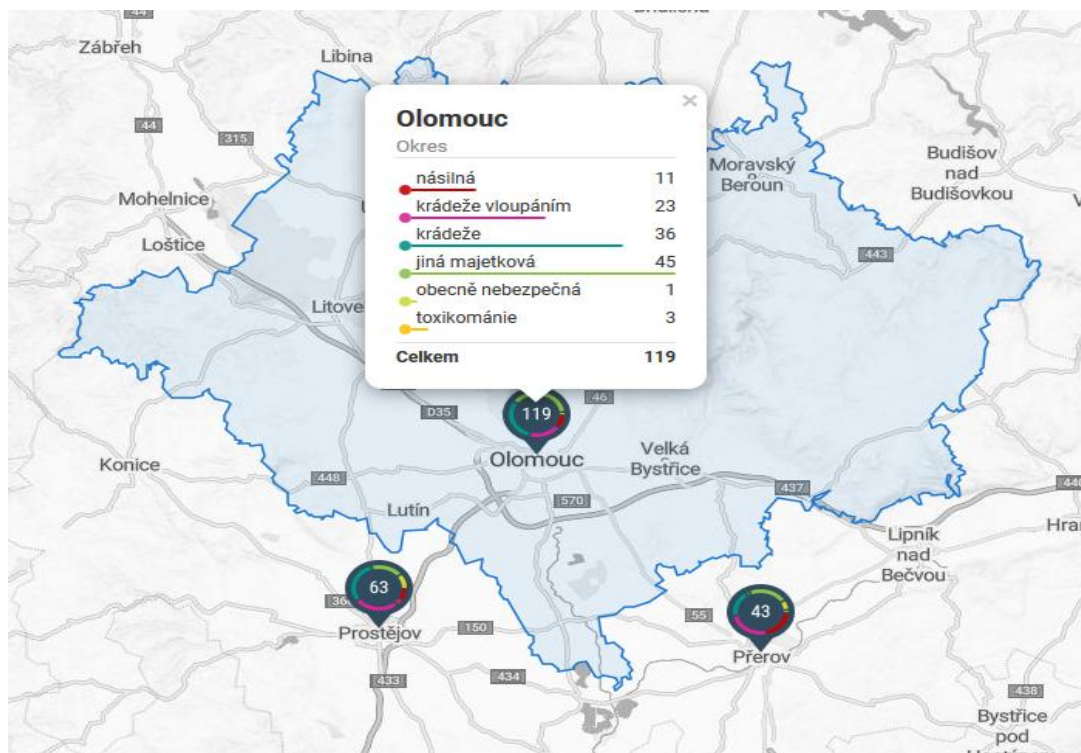 Zábřeh
Libina
44
315
Mohelnice
Loštice
Olomouc
Okres
násilná 11
krádeže vloupáním 23
krádeže 36
jiná majetková 45
obecně nebezpečná 1
toxikománie 3
Celkem 119
Moravský
Beroun
Budišov
nad
Budišovkou
443
Litove
D35
46
119
Olomouc
Velká
Bystřice
Konice
448
570
437
Lutín
Lipník
nad
Bečvou
Hra
63
Prostějov
150
55
43
Přerov
433
434
438
Bystřice
pod